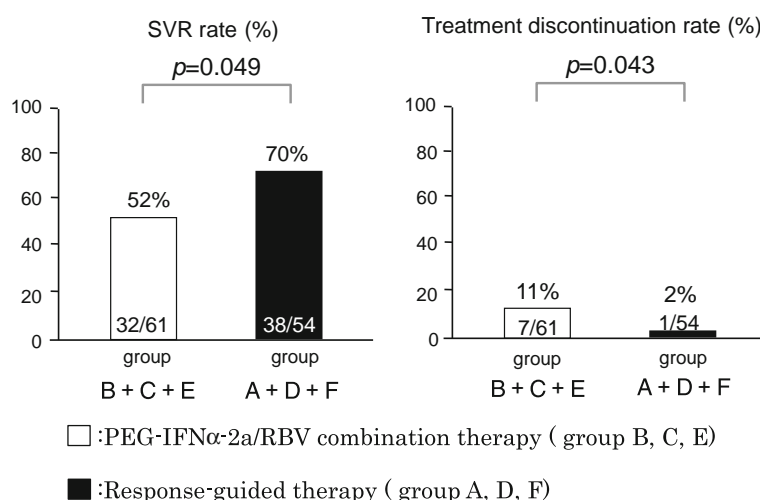 SVR rate (%)
p=0.049
100
80
60
40
20
0
52%
32/61
70%
38/54
group
B + C + E
group
A + D + F
Treatment discontinuation rate (%)
p=0.043
100
80
60
40
20
0
11%
7/61
2%
1/54
group
B + C + E
group
A + D + F
:PEG-IFNα-2a/RBV combination therapy ( group B, C, E)
:Response-guided therapy ( group A, D, F)